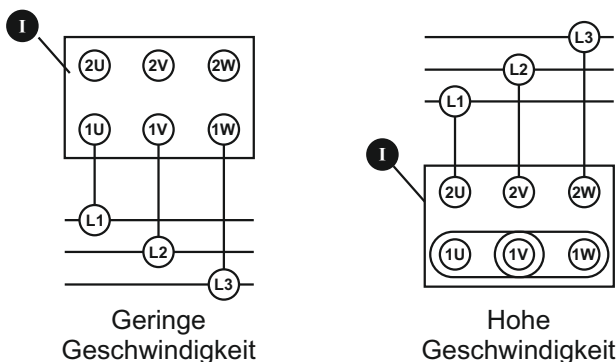 I
2U 2V 2W
1U 1V 1W
L1
L2
L3
Geringe
Geschwindigkeit
L3
L2
L1
I
2U 2V 2W
1U 1V 1W
Hohe
Geschwindigkeit